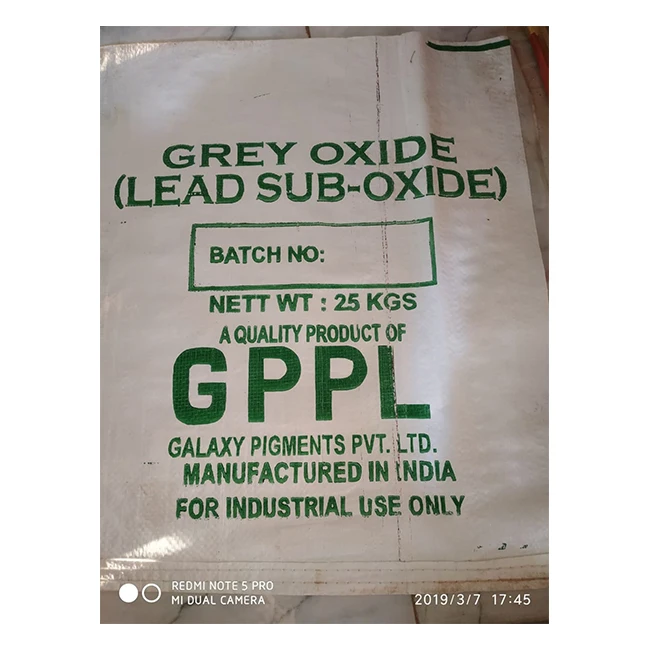 GREY OXIDE
(LEAD SUB-OXIDE)
BATCH NO:
NETT WT : 25 KGS
A QUALITY PRODUCT OF
GPPL
GALAXY PIGMENTS PVT. LTD.
MANUFACTURED IN INDIA
FOR INDUSTRIAL USE ONLY
REDMI NOTE 5 PRO
MI DUAL CAMERA
2019/3/7 17:45